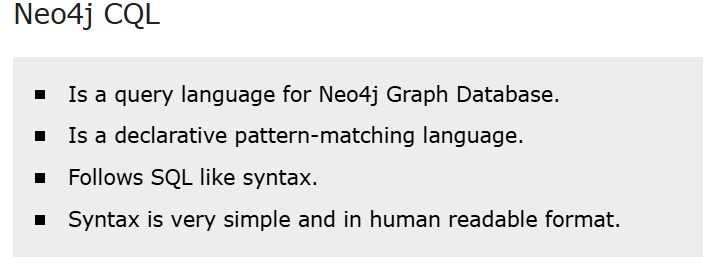 Neo4j CQL
Is a query language for Neo4j Graph Database.
Is a declarative pattern-matching language.
Follows SQL like syntax.
Syntax is very simple and in human readable format.